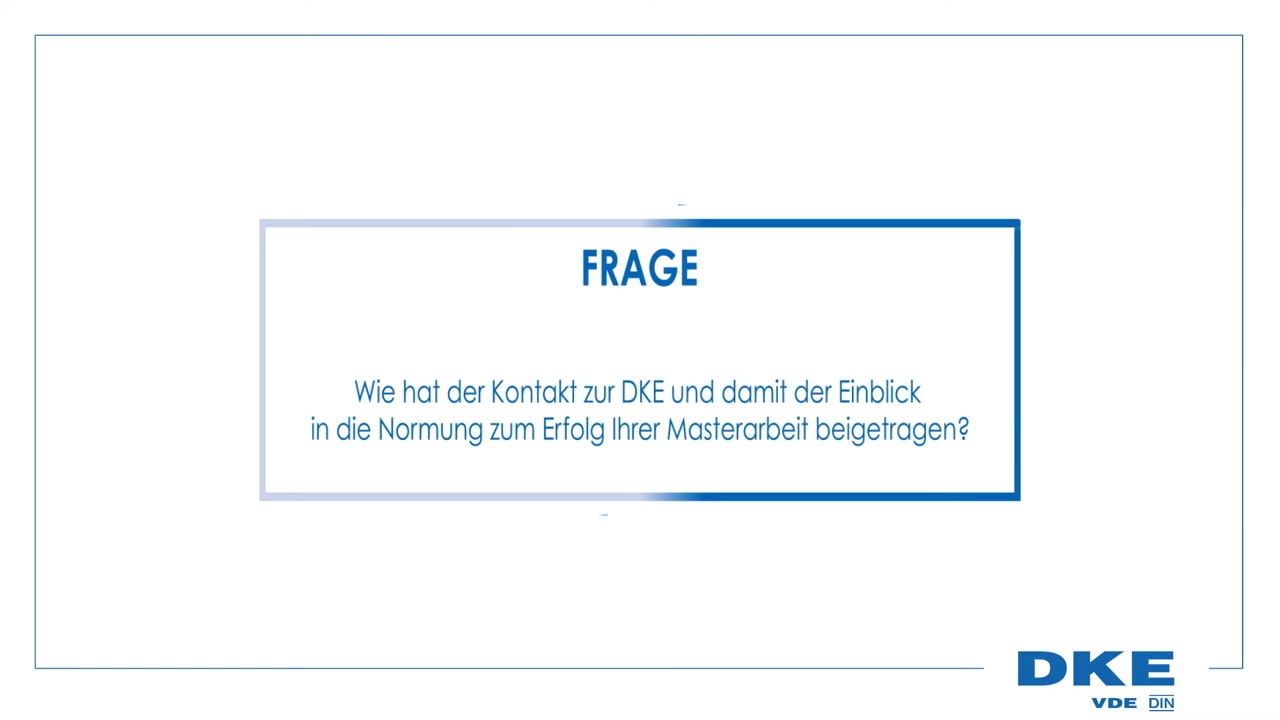 FRAGE
Wie hat der Kontakt zur DKE und damit der Einblick
in die Normung zum Erfolg Ihrer Masterarbeit beigetragen?
DKE
VDE DIN